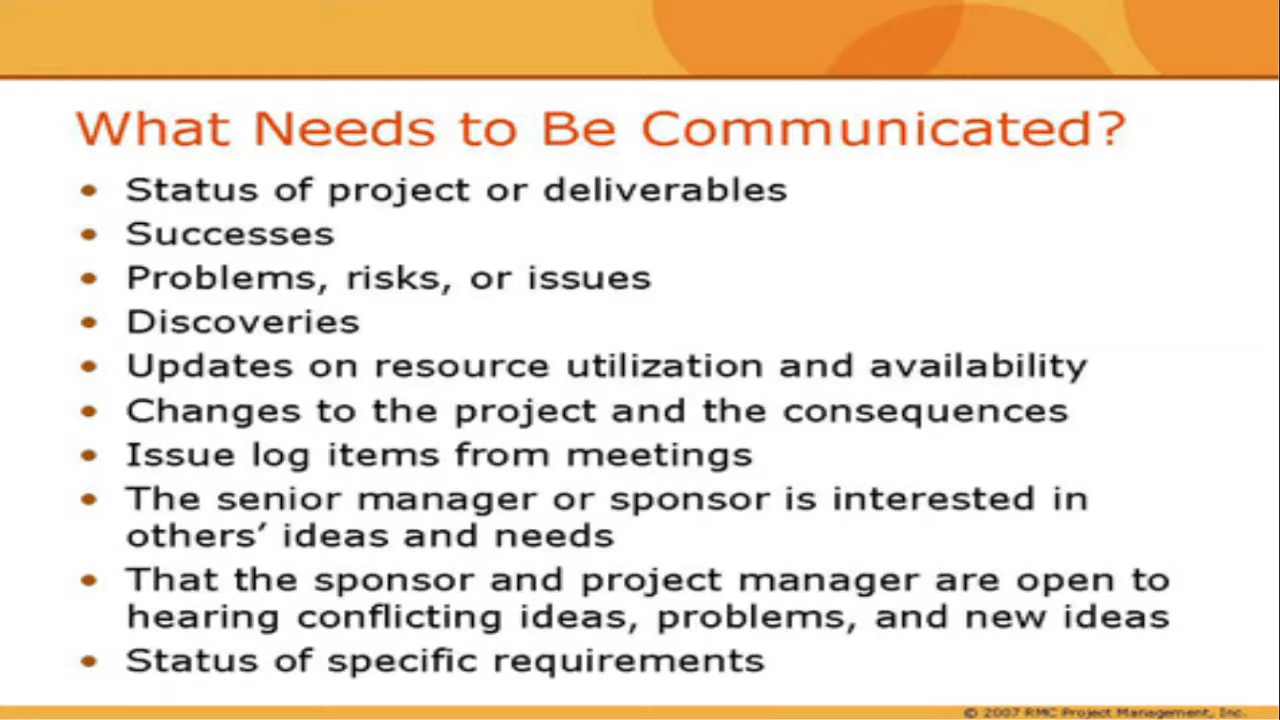 What Needs to Be Communicated?
• Status of project or deliverables
• Successes
• Problems, risks, or issues
• Discoveries
• Updates on resource utilization and availability
• Changes to the project and the consequences
• Issue log items from meetings
• The senior manager or sponsor is interested in
others’ ideas and needs
• That the sponsor and project manager are open to
hearing conflicting ideas, problems, and new ideas
• Status of specific requirements
© 2007 RMC Project Management, Inc.